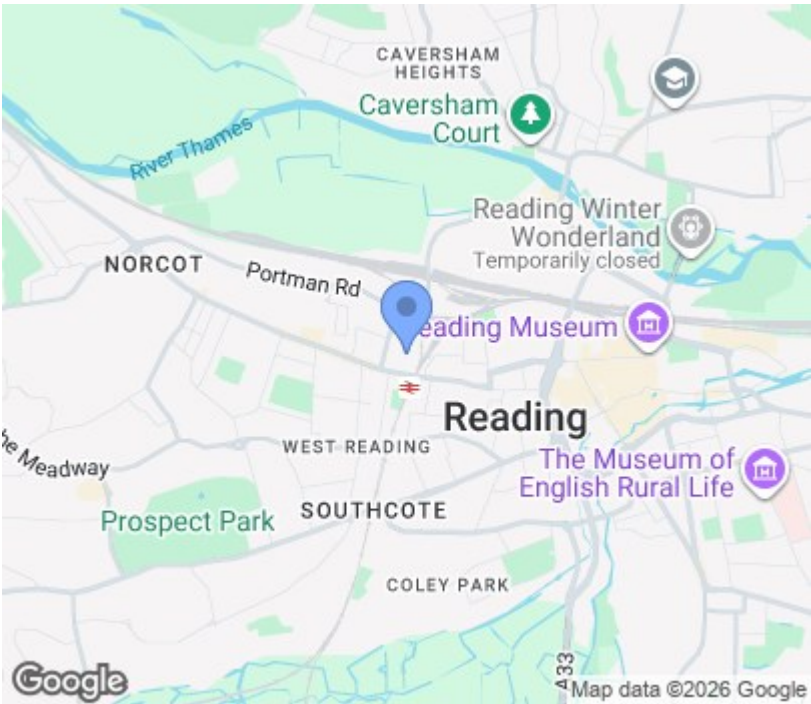 CAVERSHAM
HEIGHTS
Caversham
Court
River Thames
Reading Winter
Wonderland
Temporarily closed
NORCOT
Portman Rd
eading Museum
Reading
WEST READING
he Meadway
The Museum of
English Rural Life
SOUTHCOTE
Prospect Park
COLEY PARK
A33
Google
Map data ©2026 Google